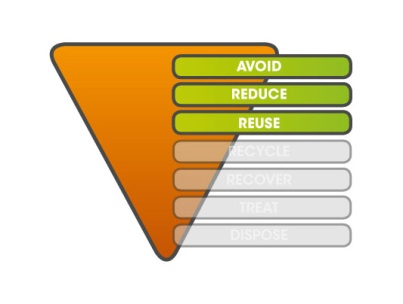 AVOID
REDUCE
REUSE
RECYCLE
RECOVER
TREAT
DISPOSE